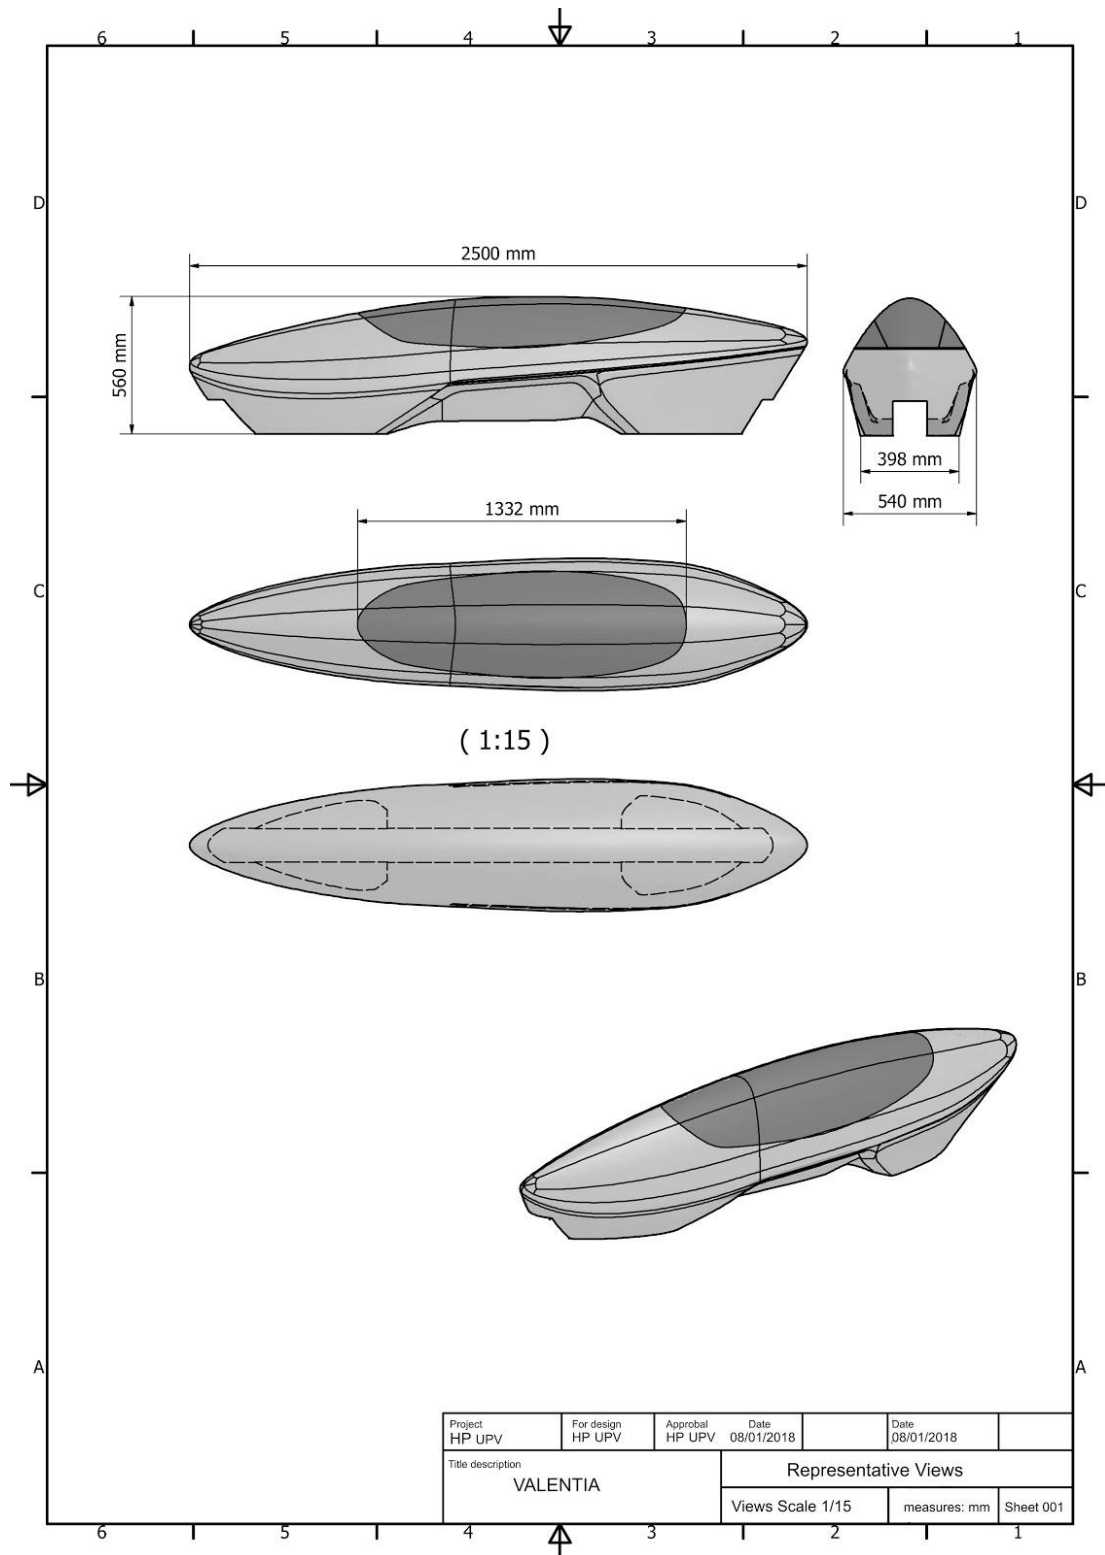 6 5 4 3 2 1
D D
2500 mm
560 mm
398 mm
540 mm
1332 mm
C C
( 1:15 )
B B
A A
Project For design Approbal Date Date
HP UPV HP UPV HP UPV 08/01/2018 08/01/2018
Title description
VALENTIA
Representative Views
Views Scale 1/15 measures: mm Sheet 001
6 5 4 3 2 1